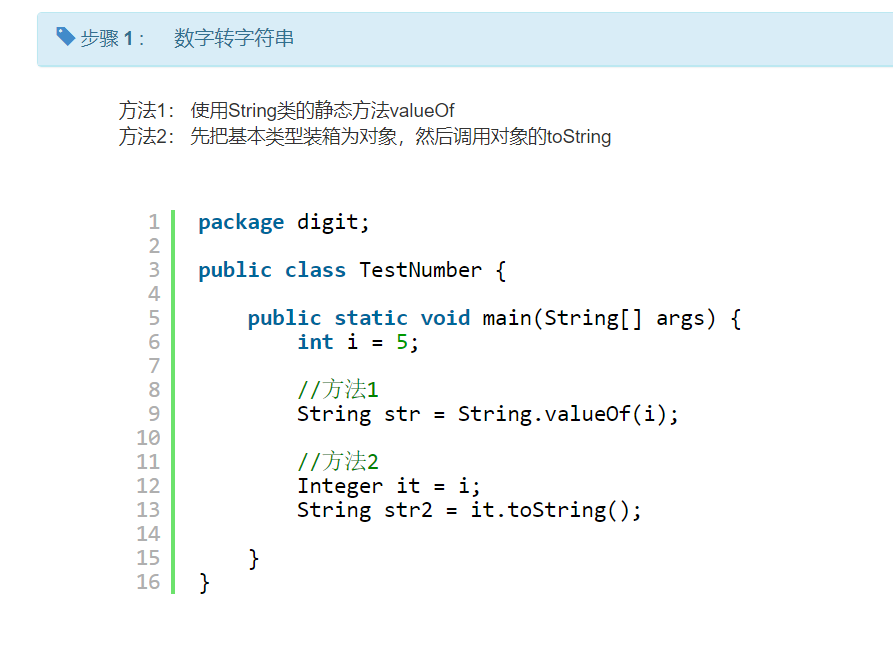 步骤 1 : 数字转字符串
方法1： 使用String类的静态方法valueOf
方法2： 先把基本类型装箱为对象，然后调用对象的toString
1 package digit;
2
3 public class TestNumber {
4
5     public static void main(String[] args) {
6         int i = 5;
7
8         //方法1
9         String str = String.valueOf(i);
10
11         //方法2
12         Integer it = i;
13         String str2 = it.toString();
14
15     }
16 }